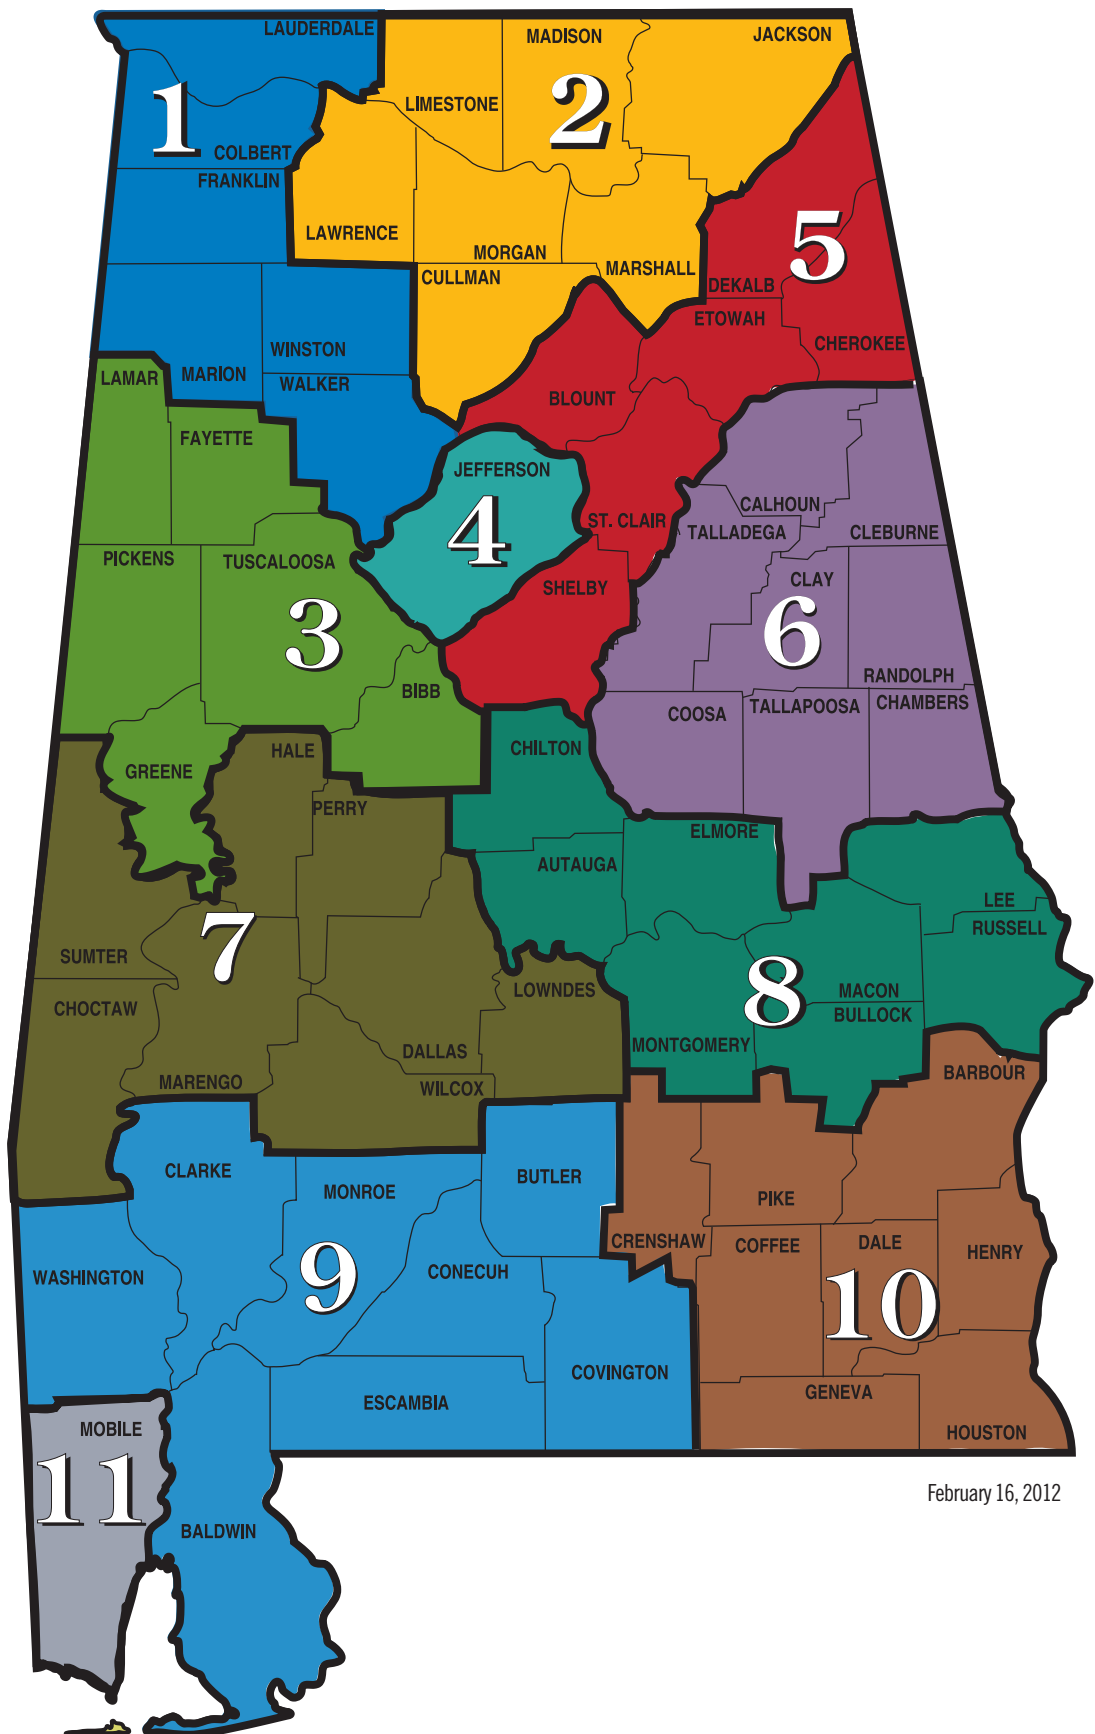 LAUDERDALE
MADISON
JACKSON
1
LIMESTONE
2
COLBERT
FRANKLIN
LAWRENCE
MORGAN
5
CULLMAN
MARSHALL
DEKALB
ETOWAH
CHEROKEE
WINSTON
MARION
LAMAR
WALKER
BLOUNT
FAYETTE
JEFFERSON
4
CALHOUN
ST. CLAIR
TALLADEGA
CLEBURNE
PICKENS
TUSCALOOSA
SHELBY
CLAY
3
6
BIBB
RANDOLPH
COOSA
TALLAPOOSA
CHAMBERS
HALE
CHILTON
GREENE
PERRY
ELMORE
AUTAUGA
LEE
RUSSELL
7
SUMTER
CHOCTAW
LOWNDES
8
MACON
BULLOCK
MONTGOMERY
DALLAS
BARBOUR
MARENGO
WILCOX
CLARKE
MONROE
BUTLER
PIKE
CRENSHAW
COFFEE
DALE
HENRY
WASHINGTON
9
CONECUH
10
COVINGTON
GENEVA
ESCAMBIA
MOBILE
HOUSTON
11
February 16, 2012
BALDWIN